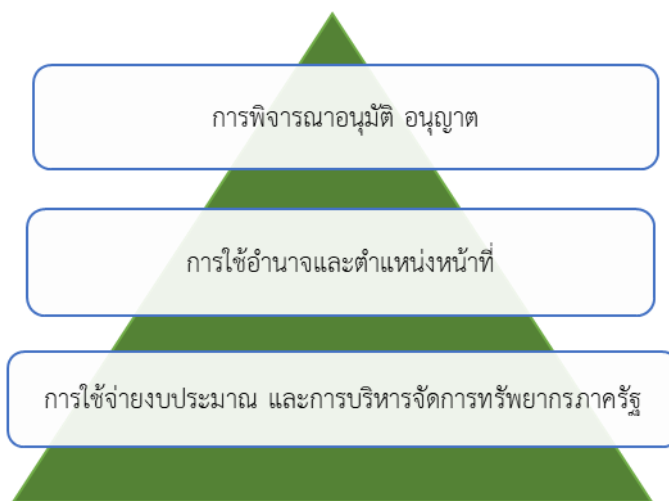 การพิจารณาอนุมัติ อนุญาต
การใช้อำนาจและตำแหน่งหน้าที่
การใช้จ่ายงบประมาณ และการบริหารจัดการทรัพยากรภาครัฐ